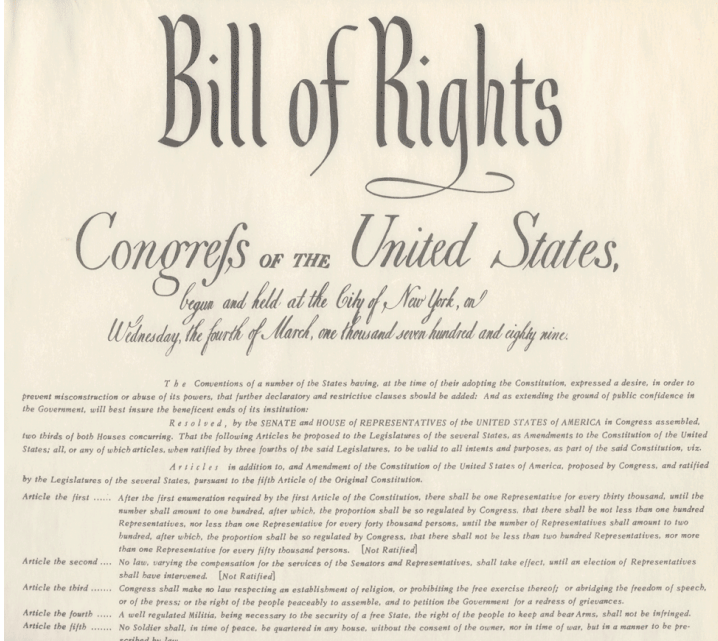 Bill of Rights
Congreſs OF THE United States,
begun and held at the City of New York, on
Wednesday, the fourth of March, one thousand seven hundred and eighty nine.
The Conventions of a number of the States having, at the time of their adopting the Constitution, expressed a desire, in order to
prevent misconstruction or abuse of its powers, that further declaratory and restrictive clauses should be added: And as extending the ground of public confidence in
the Government, will best insure the beneficent ends of its institution:
Resolved, by the SENATE and HOUSE of REPRESENTATIVES of the UNITED STATES of AMERICA in Congress assembled,
two thirds of both Houses concurring. That the following Articles be proposed to the Legislatures of the several States, as Amendments to the Constitution of the United
States; all, or any of which articles, when ratified by three fourths of the said Legislatures, to be valid to all intents and purposes, as part of the said Constitution, viz.
Articles in addition to, and Amendment of the Constitution of the United States of America, proposed by Congress, and ratified
by the Legislatures of the several States, pursuant to the fifth Article of the Original Constitution.
Article the first ...... After the first enumeration required by the first Article of the Constitution, there shall be one Representative for every thirty thousand, until the
number shall amount to one hundred, after which, the proportion shall be so regulated by Congress, that there shall be not less than one hundred
Representatives, nor less than one Representative for every forty thousand persons, until the number of Representatives shall amount to two
hundred, after which, the proportion shall be so regulated by Congress, that there shall not be less than two hundred Representatives, nor more
than one Representative for every fifty thousand persons. [Not Ratified]
Article the second .... No law, varying the compensation for the services of the Senators and Representatives, shall take effect, until an election of Representatives
shall have intervened. [Not Ratified]
Article the third ...... Congress shall make no law respecting an establishment of religion, or prohibiting the free exercise thereof; or abridging the freedom of speech,
or of the press; or the right of the people peaceably to assemble, and to petition the Government for a redress of grievances.
Article the fourth ..... A well regulated Militia, being necessary to the security of a free State, the right of the people to keep and bear Arms, shall not be infringed.
Article the fifth ....... No Soldier shall, in time of peace, be quartered in any house, without the consent of the owner, nor in time of war, but in a manner to be pre-
scribed by law.